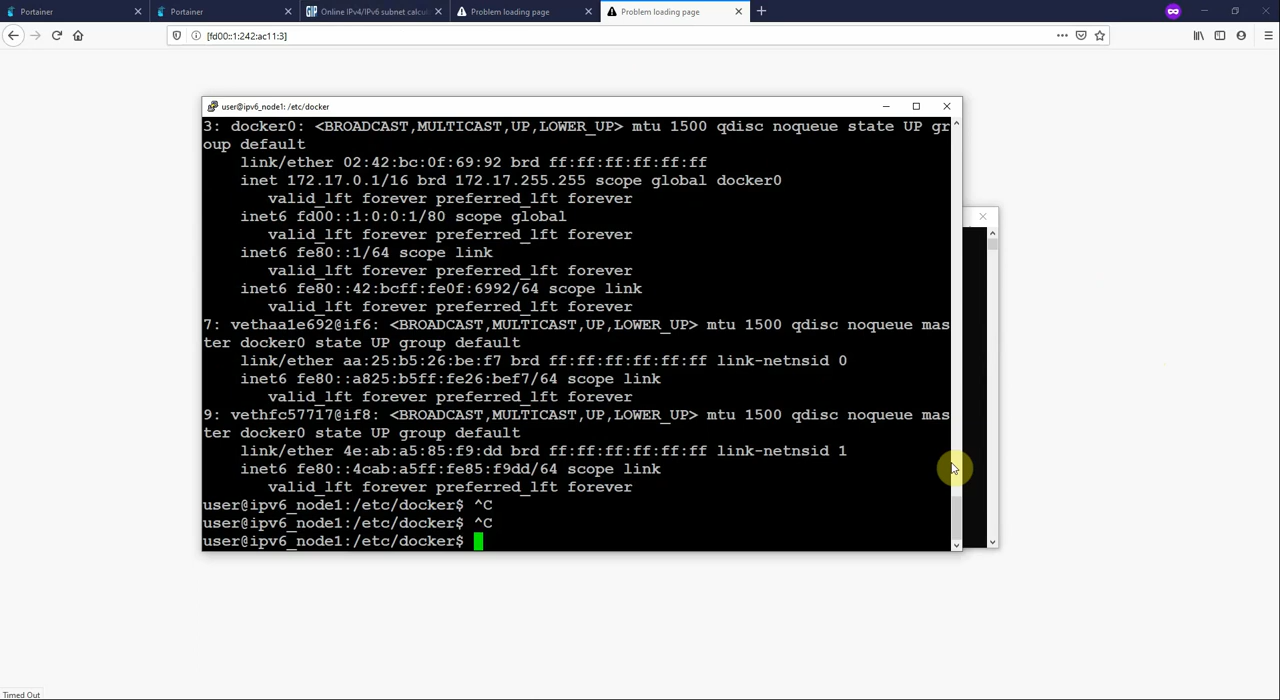 Portainer
Portainer
Online IPv4/IPv6 subnet calcul
Problem loading page
Problem loading page
[fd00::1:242:ac11:3]
user@ipv6_node1: /etc/docker
3: docker0: <BROADCAST,MULTICAST,UP,LOWER_UP> mtu 1500 qdisc noqueue state UP gr
oup default
link/ether 02:42:bc:0f:69:92 brd ff:ff:ff:ff:ff:ff
inet 172.17.0.1/16 brd 172.17.255.255 scope global docker0
valid_lft forever preferred_lft forever
inet6 fd00::1:0:0:1/80 scope global
valid_lft forever preferred_lft forever
inet6 fe80::1/64 scope link
valid_lft forever preferred_lft forever
inet6 fe80::42:bcff:fe0f:6992/64 scope link
valid_lft forever preferred_lft forever
7: vethaa1e692@if6: <BROADCAST,MULTICAST,UP,LOWER_UP> mtu 1500 qdisc noqueue mas
ter docker0 state UP group default
link/ether aa:25:b5:26:be:f7 brd ff:ff:ff:ff:ff:ff link-netnsid 0
inet6 fe80::a825:b5ff:fe26:bef7/64 scope link
valid_lft forever preferred_lft forever
9: vethfc57717@if8: <BROADCAST,MULTICAST,UP,LOWER_UP> mtu 1500 qdisc noqueue mas
ter docker0 state UP group default
link/ether 4e:ab:a5:85:f9:dd brd ff:ff:ff:ff:ff:ff link-netnsid 1
inet6 fe80::4cab:a5ff:fe85:f9dd/64 scope link
valid_lft forever preferred_lft forever
user@ipv6_node1:/etc/docker$ ^C
user@ipv6_node1:/etc/docker$ ^C
user@ipv6_node1:/etc/docker$
Timed Out